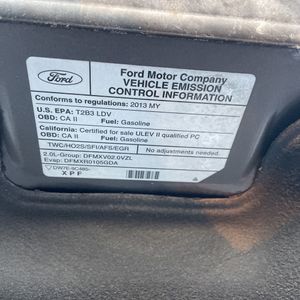 Ford
Ford Motor Company
VEHICLE EMISSION
CONTROL INFORMATION
Conforms to regulations: 2013 MY
U.S. EPA: T2B3 LDV
OBD: CA II Fuel: Gasoline
California: Certified for sale ULEV II qualified PC
OBD: CA II Fuel: Gasoline
TWC/HO2S/SFI/AFS/EGR
No adjustments needed.
2.0L-Group: DFMXV02.0VZL
Evap: DFMXR0105GDA
DW7E-9C485-
X P F